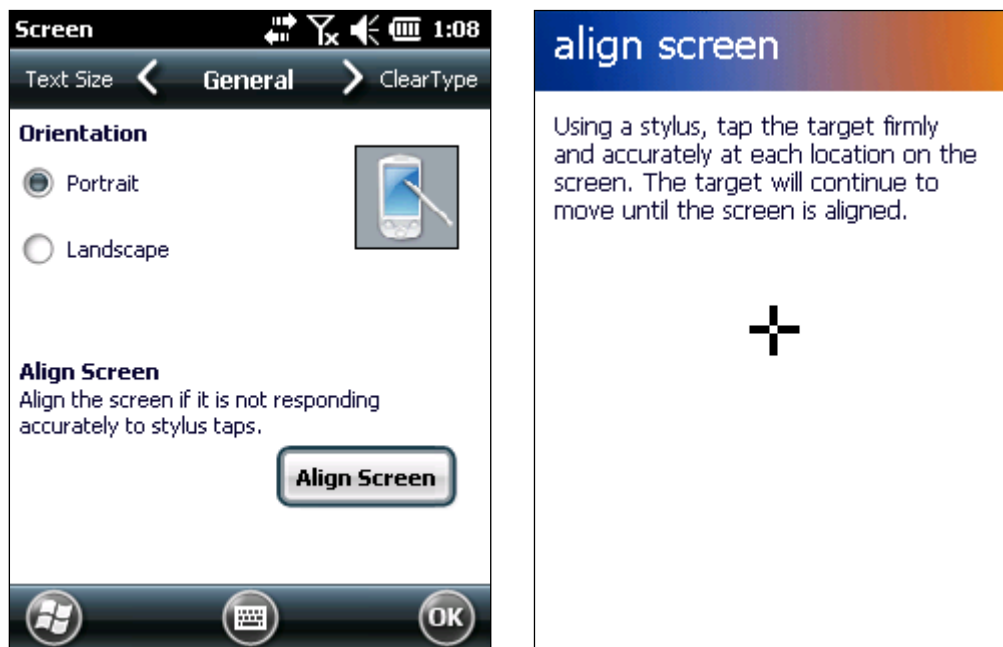 Screen 1:08
Text Size General ClearType
Orientation
Portrait
Landscape
Align Screen
Align the screen if it is not responding
accurately to stylus taps.
Align Screen
OK
align screen
Using a stylus, tap the target firmly
and accurately at each location on the
screen. The target will continue to
move until the screen is aligned.